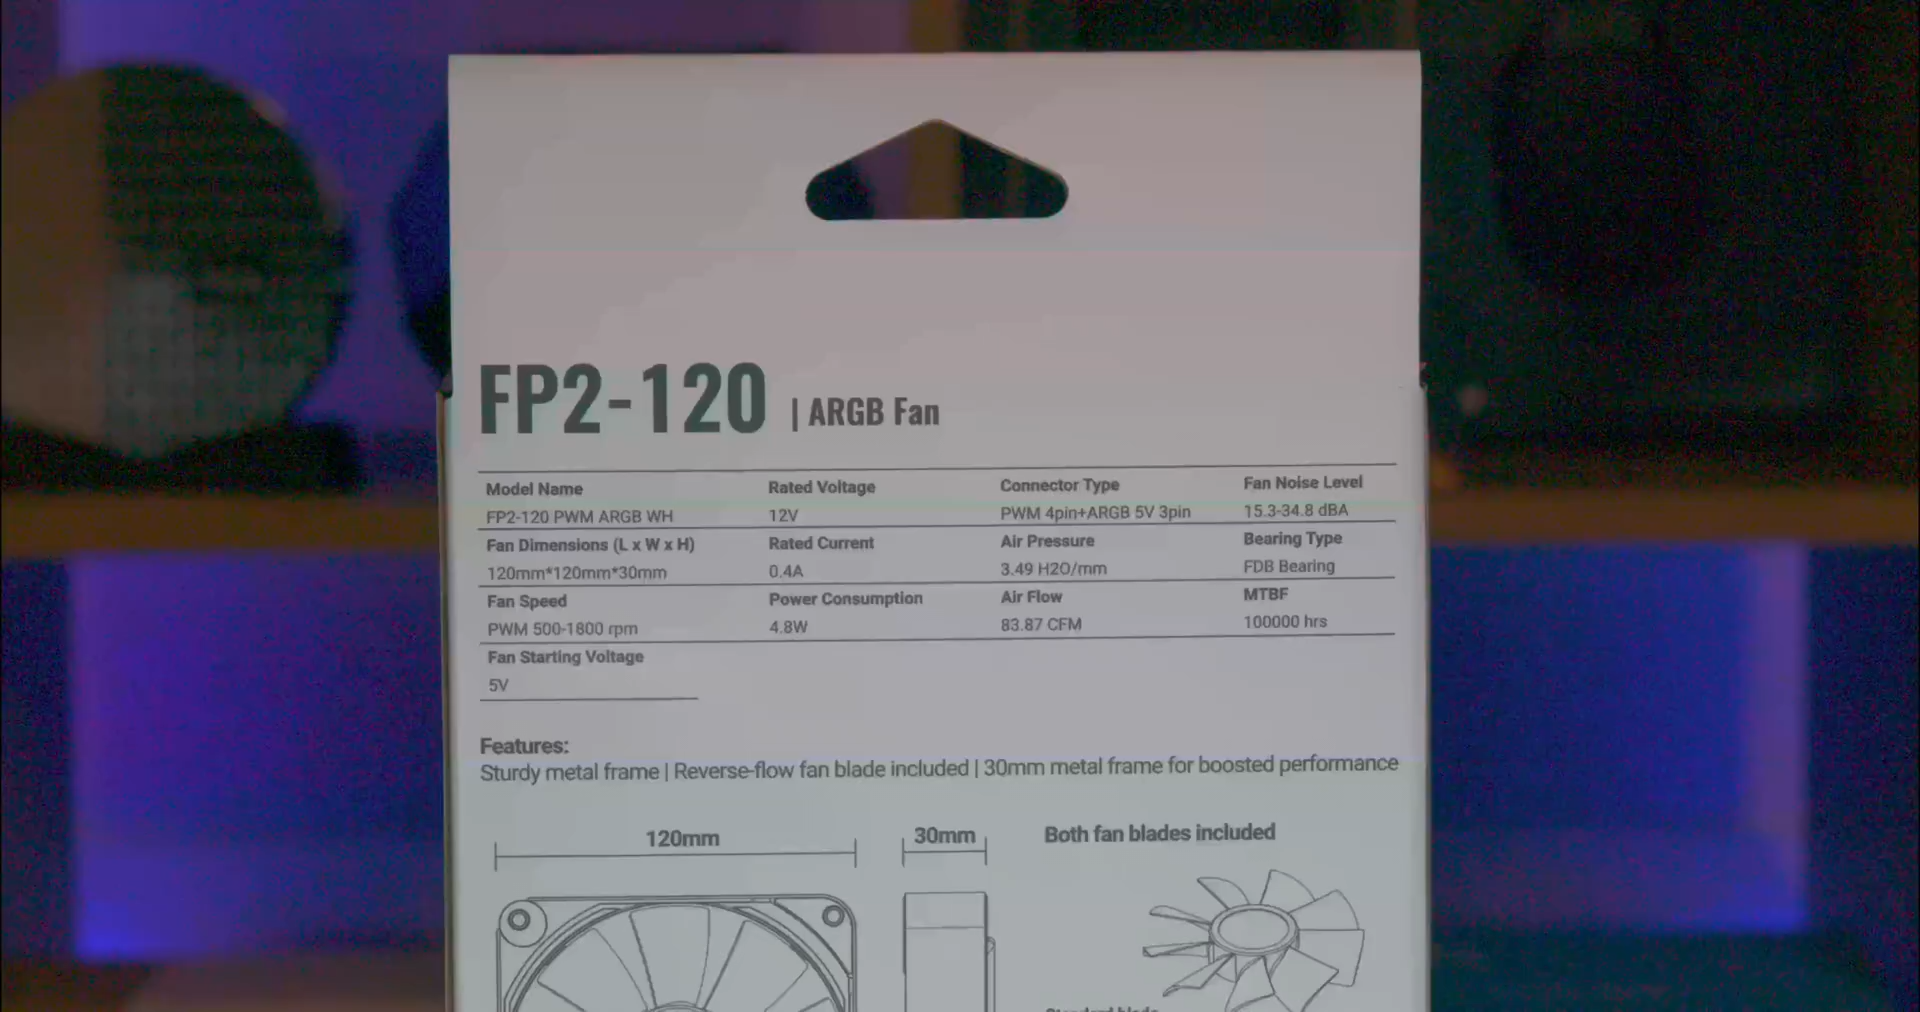 FP2-120 | ARGB Fan
Model Name Rated Voltage Connector Type Fan Noise Level
FP2-120 PWM ARGB WH 12V PWM 4pin+ARGB 5V 3pin 15.3-34.8 dBA
Fan Dimensions (L x W x H) Rated Current Air Pressure Bearing Type
120mm*120mm*30mm 0.4A 3.49 H2O/mm FDB Bearing
Fan Speed Power Consumption Air Flow MTBF
PWM 500-1800 rpm 4.8W 83.87 CFM 100000 hrs
Fan Starting Voltage
5V
Features:
Sturdy metal frame | Reverse-flow fan blade included | 30mm metal frame for boosted performance
120mm 30mm Both fan blades included